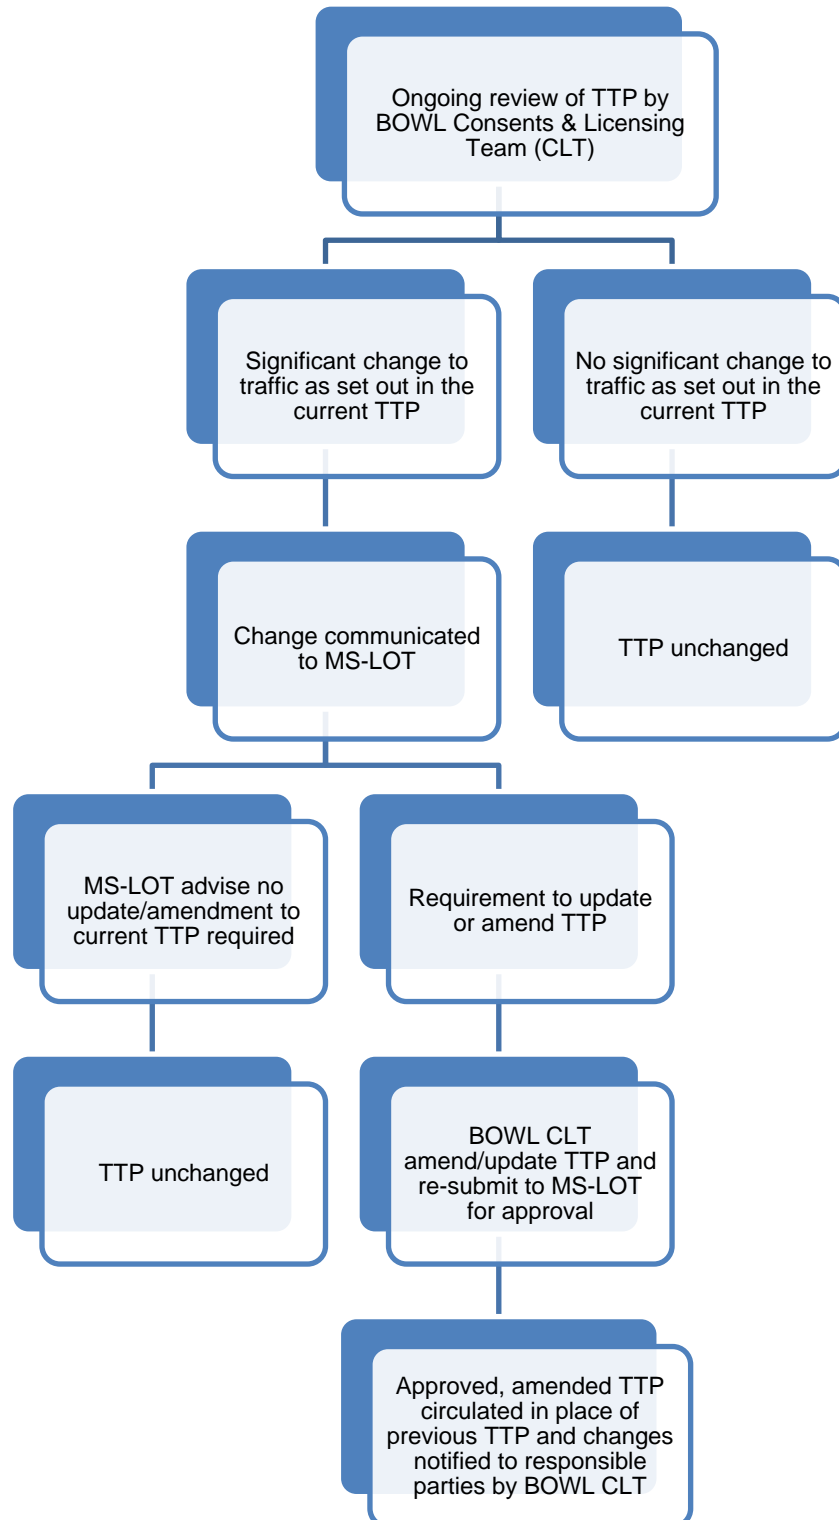 Ongoing review of TTP by
BOWL Consents & Licensing
Team (CLT)
Significant change to
traffic as set out in the
current TTP
No significant change to
traffic as set out in the
current TTP
Change communicated
to MS-LOT
TTP unchanged
MS-LOT advise no
update/amendment to
current TTP required
Requirement to update
or amend TTP
TTP unchanged
BOWL CLT
amend/update TTP and
re-submit to MS-LOT
for approval
Approved, amended TTP
circulated in place of
previous TTP and changes
notified to responsible
parties by BOWL CLT